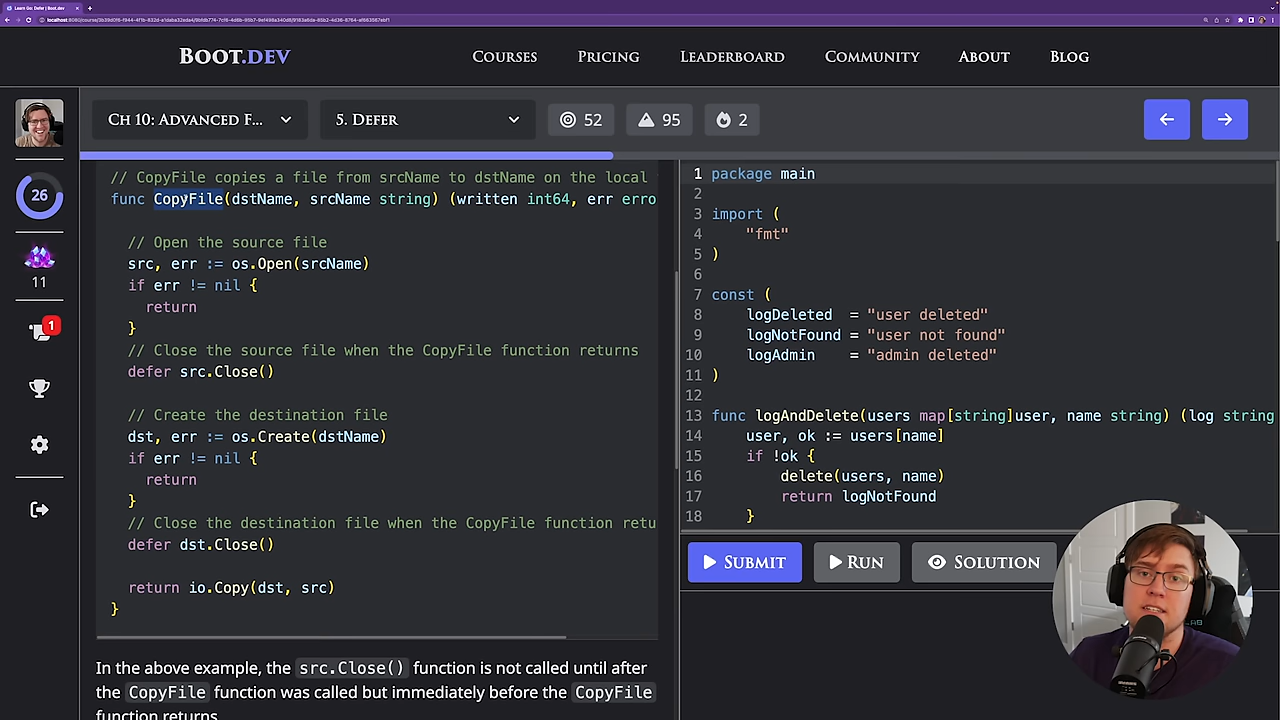 Learn Go: Defer | Boot.dev
BOOT.DEV
COURSES
PRICING
LEADERBOARD
COMMUNITY
ABOUT
BLOG
CH 10: ADVANCED F...
5. DEFER
52
95
2
26
11
1
// CopyFile copies a file from srcName to dstName on the local
func CopyFile(dstName, srcName string) (written int64, err erro
// Open the source file
src, err := os.Open(srcName)
if err != nil {
return
}
// Close the source file when the CopyFile function returns
defer src.Close()
// Create the destination file
dst, err := os.Create(dstName)
if err != nil {
return
}
// Close the destination file when the CopyFile function retu
defer dst.Close()
return io.Copy(dst, src)
}
In the above example, the src.Close() function is not called until after
the CopyFile function was called but immediately before the CopyFile
function returns.
1 package main
2
3 import (
4 "fmt"
5 )
6
7 const (
8 logDeleted = "user deleted"
9 logNotFound = "user not found"
10 logAdmin = "admin deleted"
11 )
12
13 func logAndDelete(users map[string]user, name string) (log string
14 user, ok := users[name]
15 if !ok {
16 delete(users, name)
17 return logNotFound
18 }
SUBMIT
RUN
SOLUTION